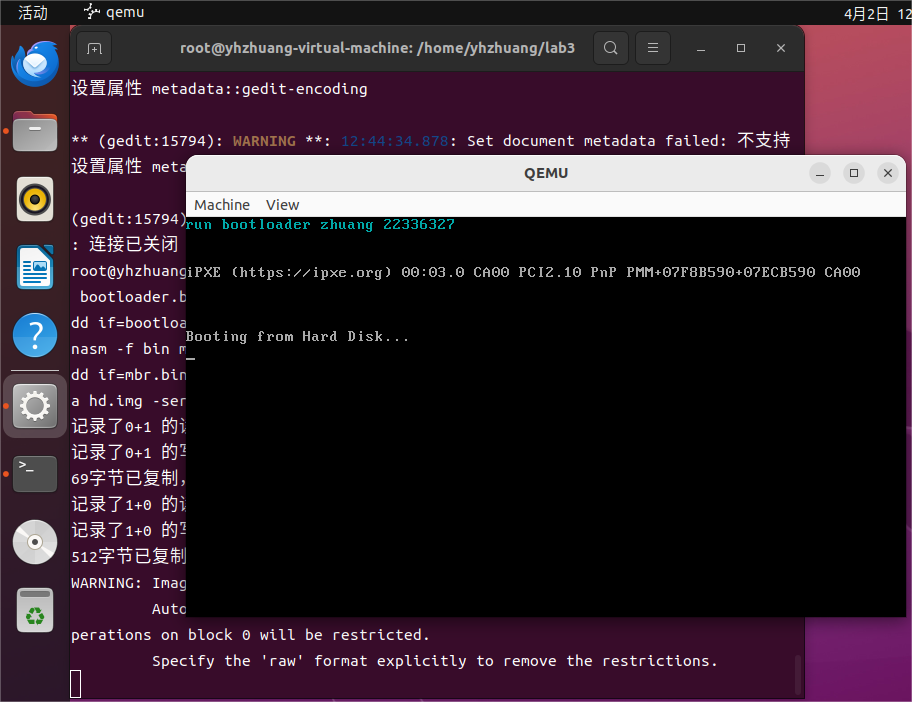 活动 qemu 4月2日 12
root@yhzhuang-virtual-machine: /home/yhzhuang/lab3
设置属性 metadata::gedit-encoding
** (gedit:15794): WARNING **: 12:44:34.878: Set document metadata failed: 不支持
设置属性 meta
QEMU
Machine View
(gedit:15794)
run bootloader zhuang 22336327
: 连接已关闭
root@yhzhuang
iPXE (https://ipxe.org) 00:03.0 CA00 PCI2.10 PnP PMM+07F8B590+07ECB590 CA00
bootloader.b
dd if=bootloa
Booting from Hard Disk...
nasm -f bin m
dd if=mbr.bin
a hd.img -ser
记录了0+1 的
记录了0+1 的
69字节已复制,
记录了1+0 的
记录了1+0 的
512字节已复制
WARNING: Imag
Auto
perations on block 0 will be restricted.
Specify the 'raw' format explicitly to remove the restrictions.